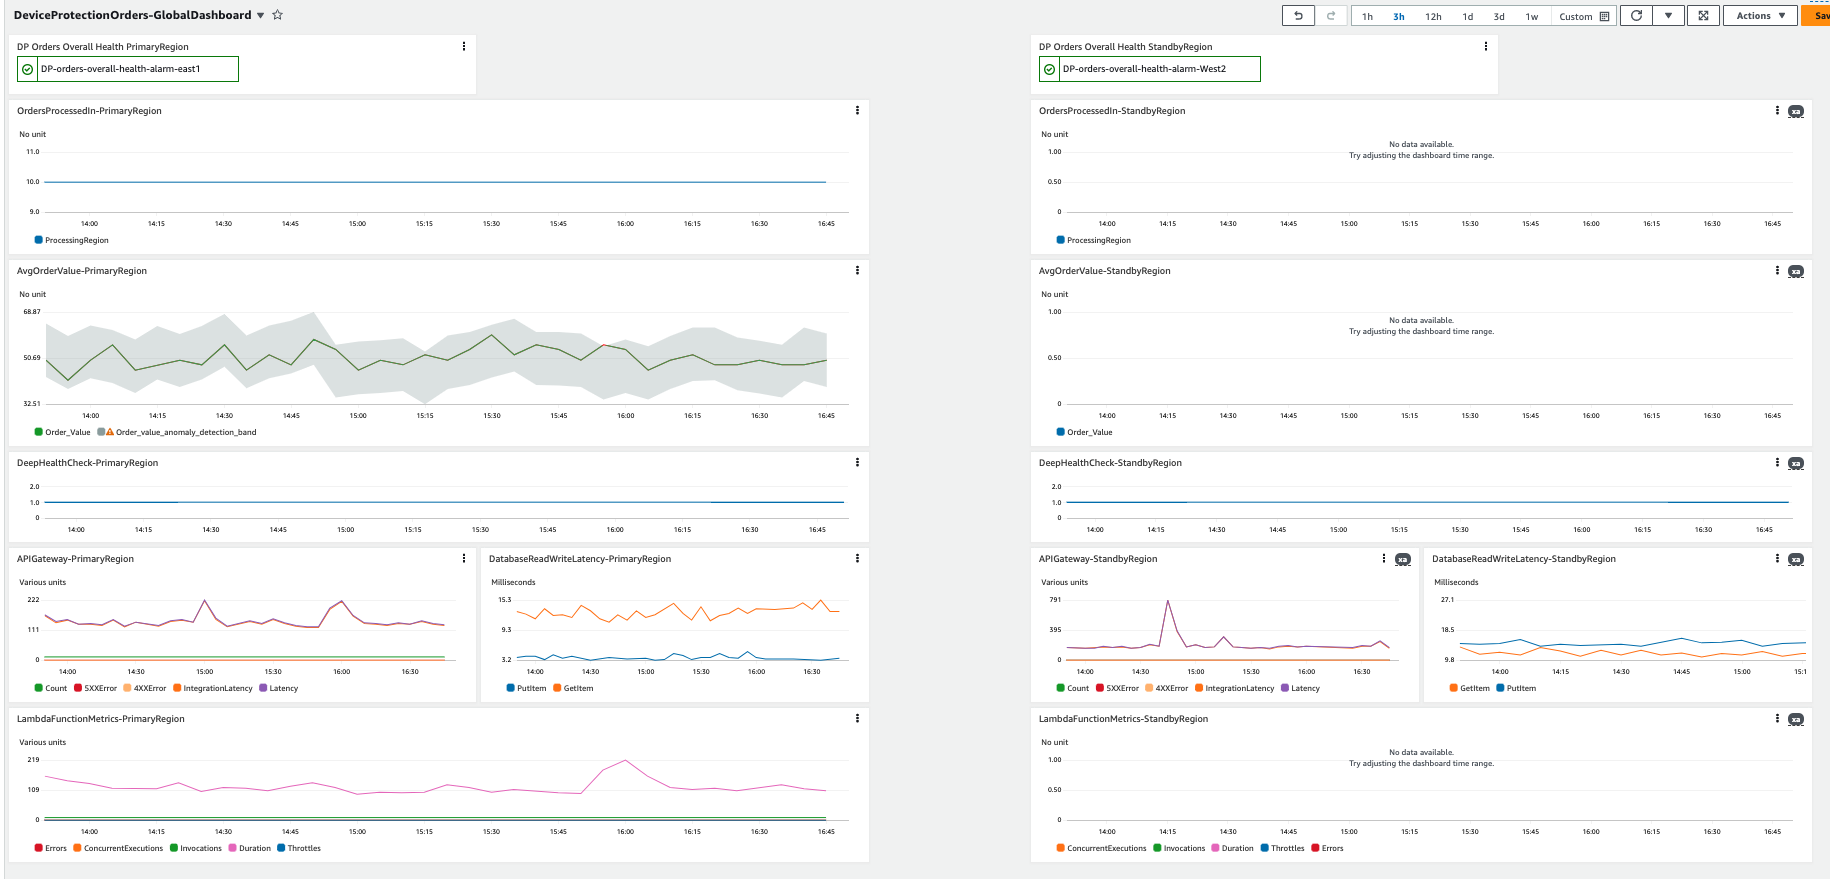 DeviceProtectionOrders-GlobalDashboard
1h 3h 12h 1d 3d 1w Custom Actions
DP Orders Overall Health PrimaryRegion
DP-orders-overall-health-alarm-east1
DP Orders Overall Health StandbyRegion
DP-orders-overall-health-alarm-West2
OrdersProcessedIn-PrimaryRegion
No unit
11.0
10.0
9.0
14:00 14:15 14:30 14:45 15:00 15:15 15:30 15:45 16:00 16:15 16:30 16:45
ProcessingRegion
OrdersProcessedIn-StandbyRegion
xa
No unit
No data available.
Try adjusting the dashboard time range.
1.00
0.50
0
14:00 14:15 14:30 14:45 15:00 15:15 15:30 15:45 16:00 16:15 16:30 16:45
ProcessingRegion
AvgOrderValue-PrimaryRegion
No unit
68.87
50.69
32.51
14:00 14:15 14:30 14:45 15:00 15:15 15:30 15:45 16:00 16:15 16:30 16:45
Order_Value Order_value_anomaly_detection_band
AvgOrderValue-StandbyRegion
xa
No unit
1.00
No data available.
Try adjusting the dashboard time range.
0.50
0
14:00 14:15 14:30 14:45 15:00 15:15 15:30 15:45 16:00 16:15 16:30 16:45
Order_Value
DeepHealthCheck-PrimaryRegion
2.0
1.0
0
14:00 14:15 14:30 14:45 15:00 15:15 15:30 15:45 16:00 16:15 16:30 16:45
DeepHealthCheck-StandbyRegion
xa
2.0
1.0
0
14:00 14:15 14:30 14:45 15:00 15:15 15:30 15:45 16:00 16:15 16:30 16:45
APIGateway-PrimaryRegion
Various units
222
111
0
14:00 14:30 15:00 15:30 16:00 16:30
Count 5XXError 4XXError IntegrationLatency Latency
DatabaseReadWriteLatency-PrimaryRegion
Milliseconds
15.3
9.3
3.2
14:00 14:30 15:00 15:30 16:00 16:30
PutItem GetItem
APIGateway-StandbyRegion
xa
Various units
791
395
0
14:00 14:30 15:00 15:30 16:00 16:30
Count 5XXError 4XXError IntegrationLatency Latency
DatabaseReadWriteLatency-StandbyRegion
xa
Milliseconds
27.1
18.5
9.8
14:00 14:15 14:30 14:45 15:00 15:1
GetItem PutItem
LambdaFunctionMetrics-PrimaryRegion
Various units
219
109
0
14:00 14:15 14:30 14:45 15:00 15:15 15:30 15:45 16:00 16:15 16:30 16:45
Errors ConcurrentExecutions Invocations Duration Throttles
LambdaFunctionMetrics-StandbyRegion
xa
No unit
No data available.
Try adjusting the dashboard time range.
1.00
0.50
0
14:00 14:15 14:30 14:45 15:00 15:15 15:30 15:45 16:00 16:15 16:30 16:45
ConcurrentExecutions Invocations Duration Throttles Errors